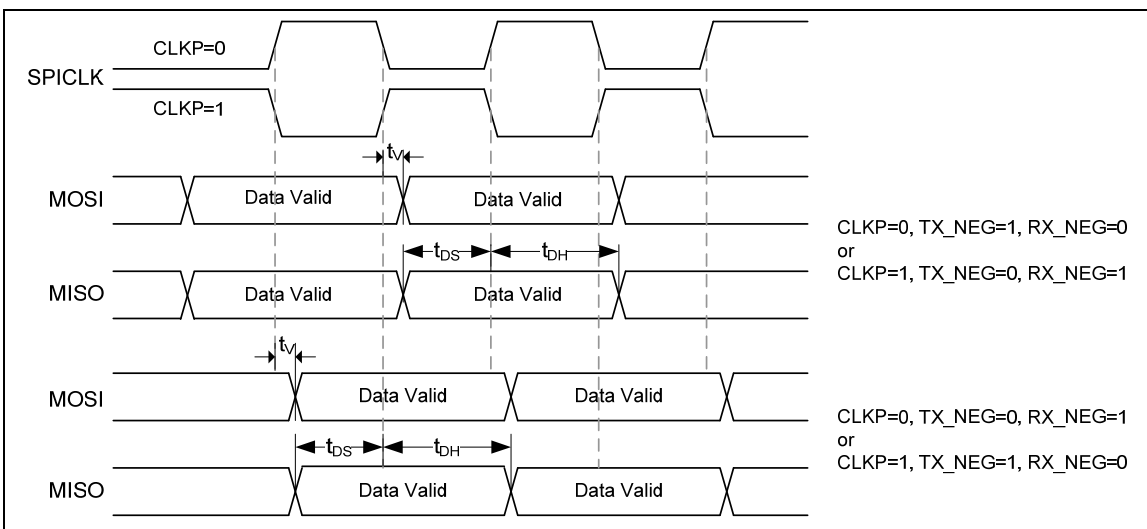 CLKP=0
SPICLK
CLKP=1
tV
MOSI
Data Valid
Data Valid
CLKP=0, TX_NEG=1, RX_NEG=0
or
CLKP=1, TX_NEG=0, RX_NEG=1
tDS
tDH
MISO
Data Valid
Data Valid
tV
MOSI
Data Valid
Data Valid
CLKP=0, TX_NEG=0, RX_NEG=1
or
CLKP=1, TX_NEG=1, RX_NEG=0
tDS
tDH
MISO
Data Valid
Data Valid